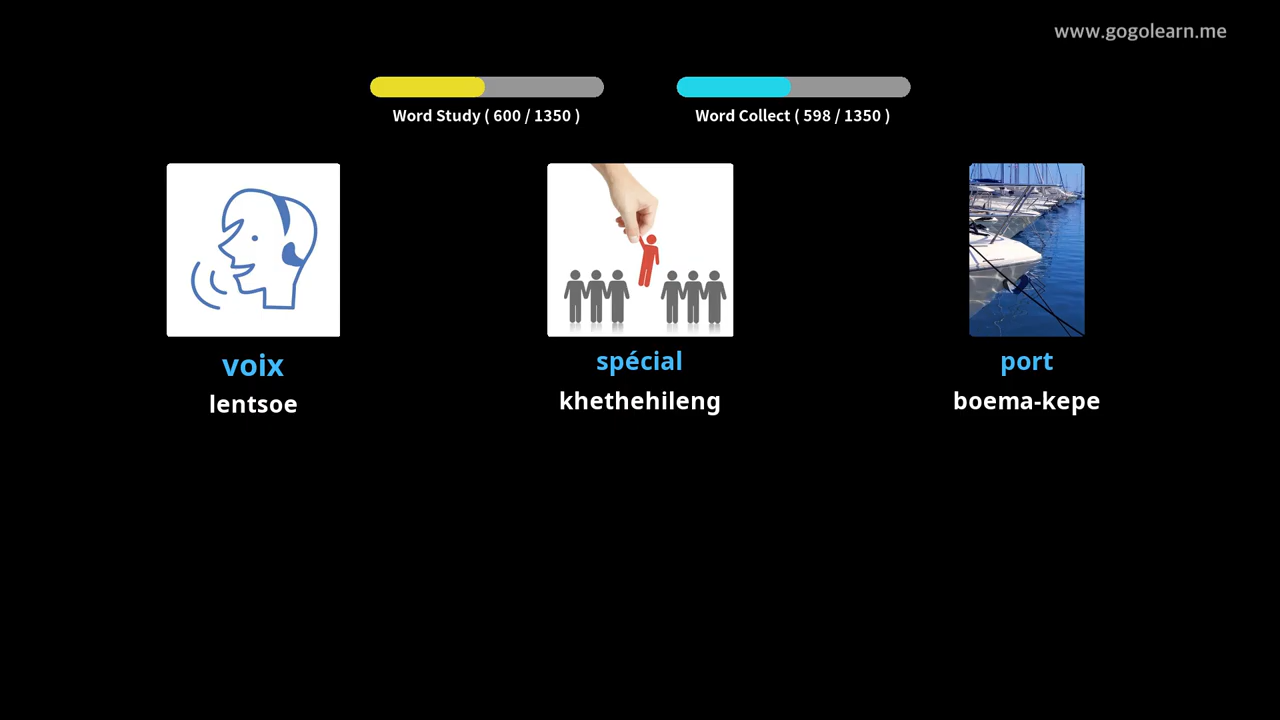 www.gogolearn.me
Word Study ( 600 / 1350 )
Word Collect ( 598 / 1350 )
voix
lentsoe
spécial
khethehileng
port
boema-kepe